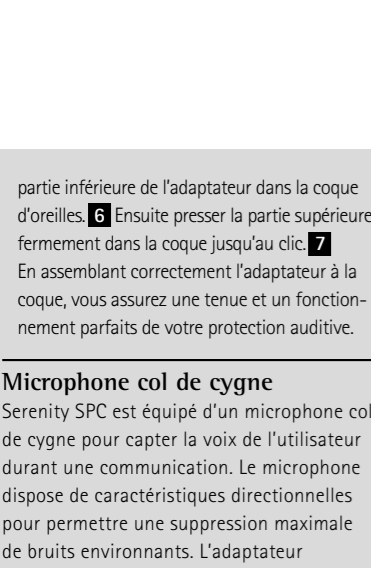 partie inférieure de l'adaptateur dans la coque
d'oreilles. 6 Ensuite presser la partie supérieure
fermement dans la coque jusqu'au clic. 7
En assemblant correctement l'adaptateur à la
coque, vous assurez une tenue et un fonction-
nement parfaits de votre protection auditive.
Microphone col de cygne
Serenity SPC est équipé d'un microphone col
de cygne pour capter la voix de l'utilisateur
durant une communication. Le microphone
dispose de caractéristiques directionnelles
pour permettre une suppression maximale
de bruits environnants. L'adaptateur